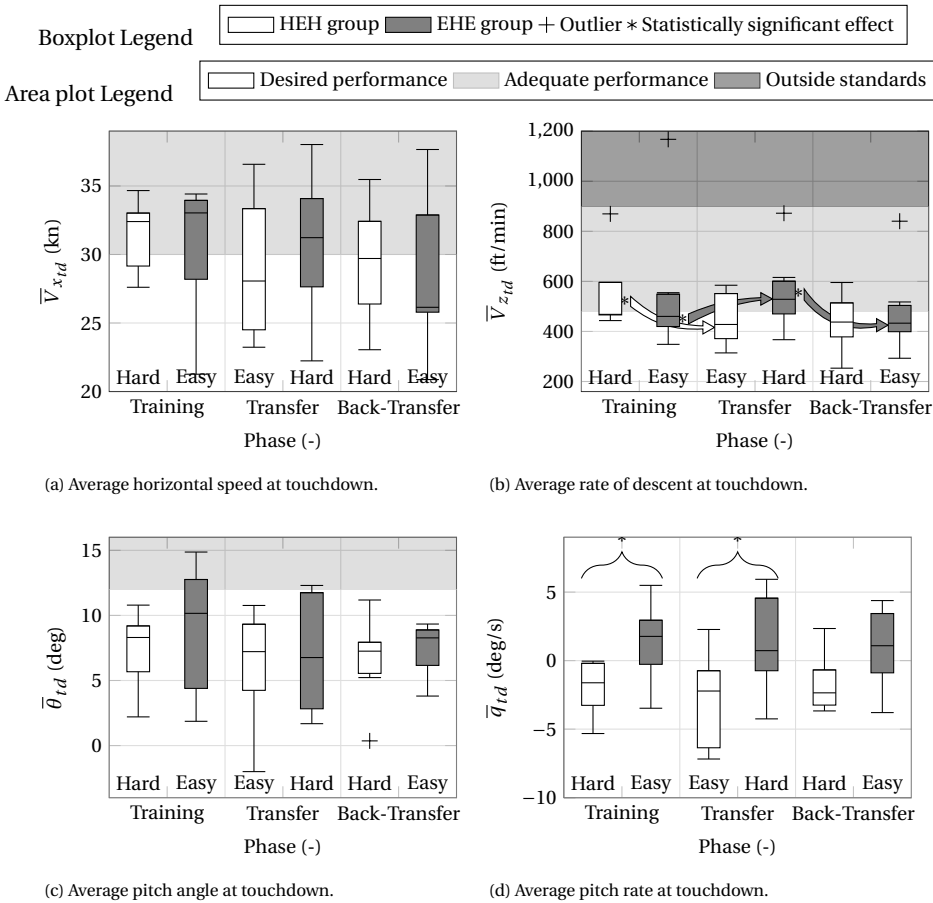 Boxplot Legend
HEH group EHE group + Outlier * Statistically significant effect
Area plot Legend
Desired performance Adequate performance Outside standards
35
30
25
20
V̅x_td (kn)
Hard Easy Easy Hard Hard Easy
Training Transfer Back-Transfer
Phase (-)
(a) Average horizontal speed at touchdown.
1,200
1,000
800
600
400
200
V̅z_td (ft/min)
* * *
Hard Easy Easy Hard Hard Easy
Training Transfer Back-Transfer
Phase (-)
(b) Average rate of descent at touchdown.
15
10
5
0
θ̅td (deg)
Hard Easy Easy Hard Hard Easy
Training Transfer Back-Transfer
Phase (-)
(c) Average pitch angle at touchdown.
* *
5
0
−5
−10
q̅td (deg/s)
Hard Easy Easy Hard Hard Easy
Training Transfer Back-Transfer
Phase (-)
(d) Average pitch rate at touchdown.